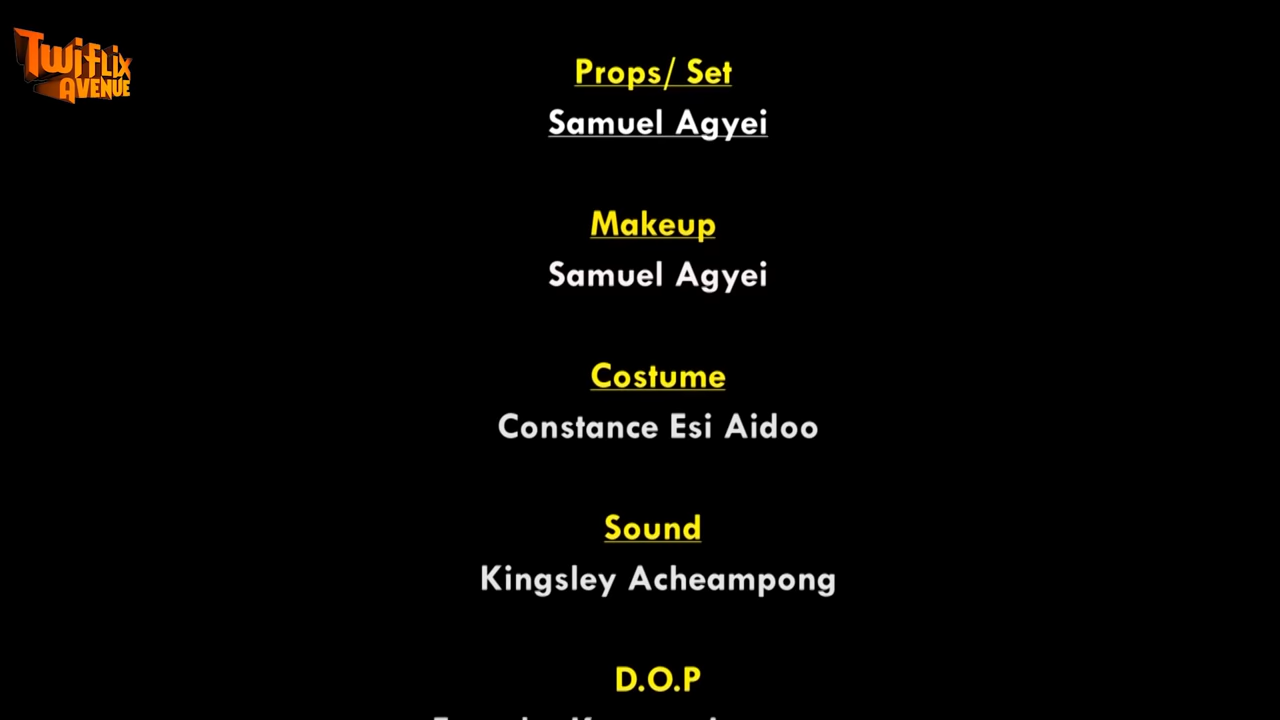 TwiFlix
Avenue
Props/ Set
Samuel Agyei
Makeup
Samuel Agyei
Costume
Constance Esi Aidoo
Sound
Kingsley Acheampong
D.O.P